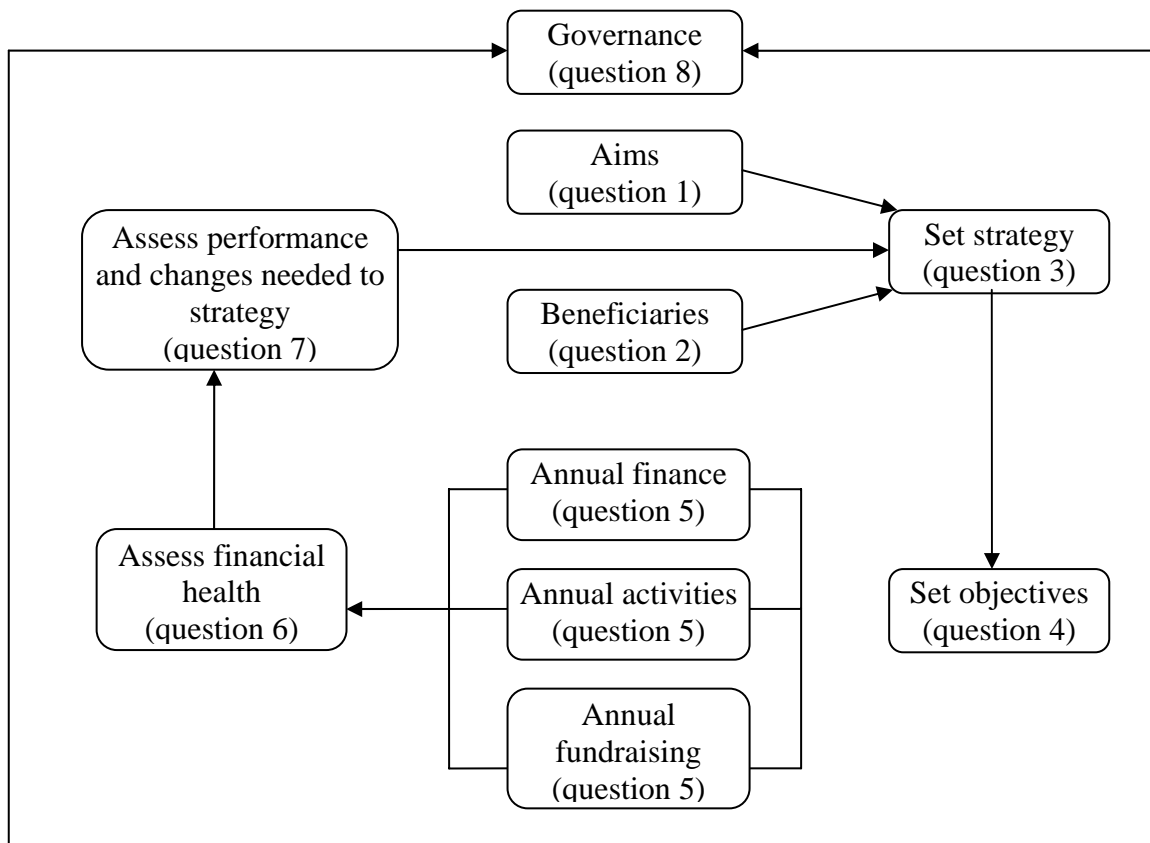 Governance
(question 8)
Aims
(question 1)
Assess performance
and changes needed to
strategy
(question 7)
Set strategy
(question 3)
Beneficiaries
(question 2)
Annual finance
(question 5)
Assess financial
health
(question 6)
Annual activities
(question 5)
Set objectives
(question 4)
Annual
fundraising
(question 5)